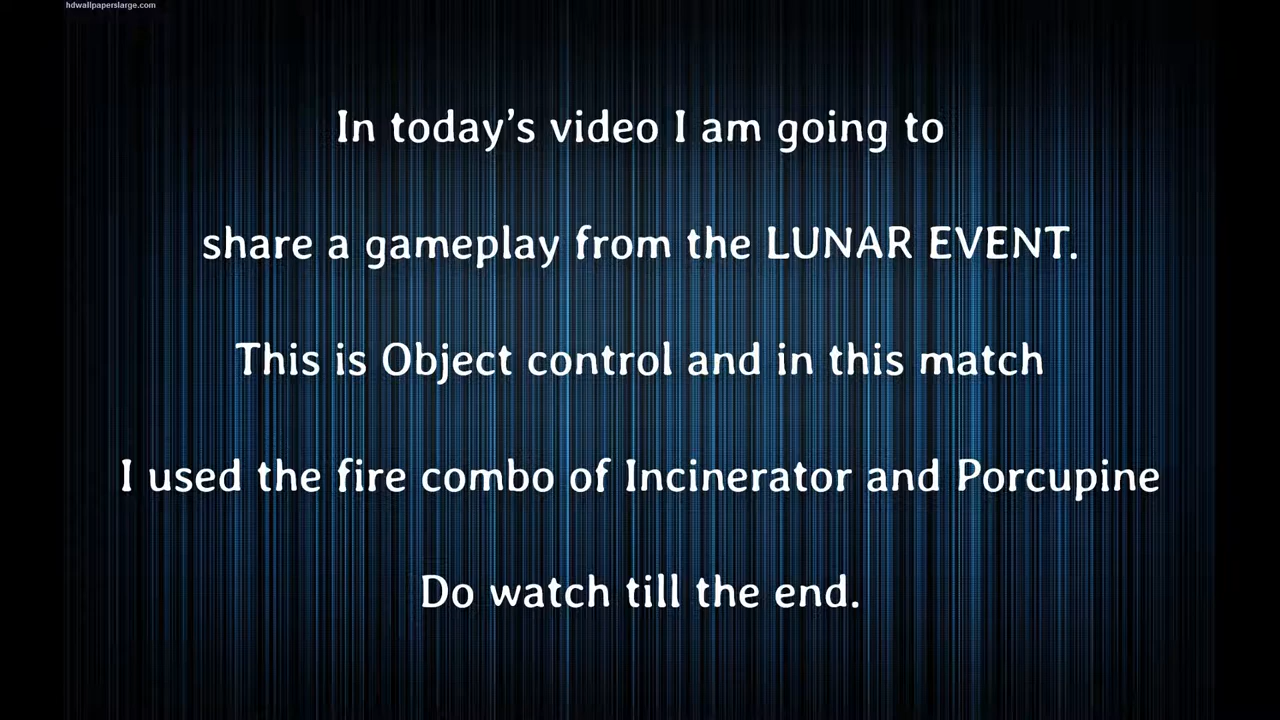 hdwallpaperslarge.com
In today's video I am going to
share a gameplay from the LUNAR EVENT.
This is Object control and in this match
I used the fire combo of Incinerator and Porcupine
Do watch till the end.